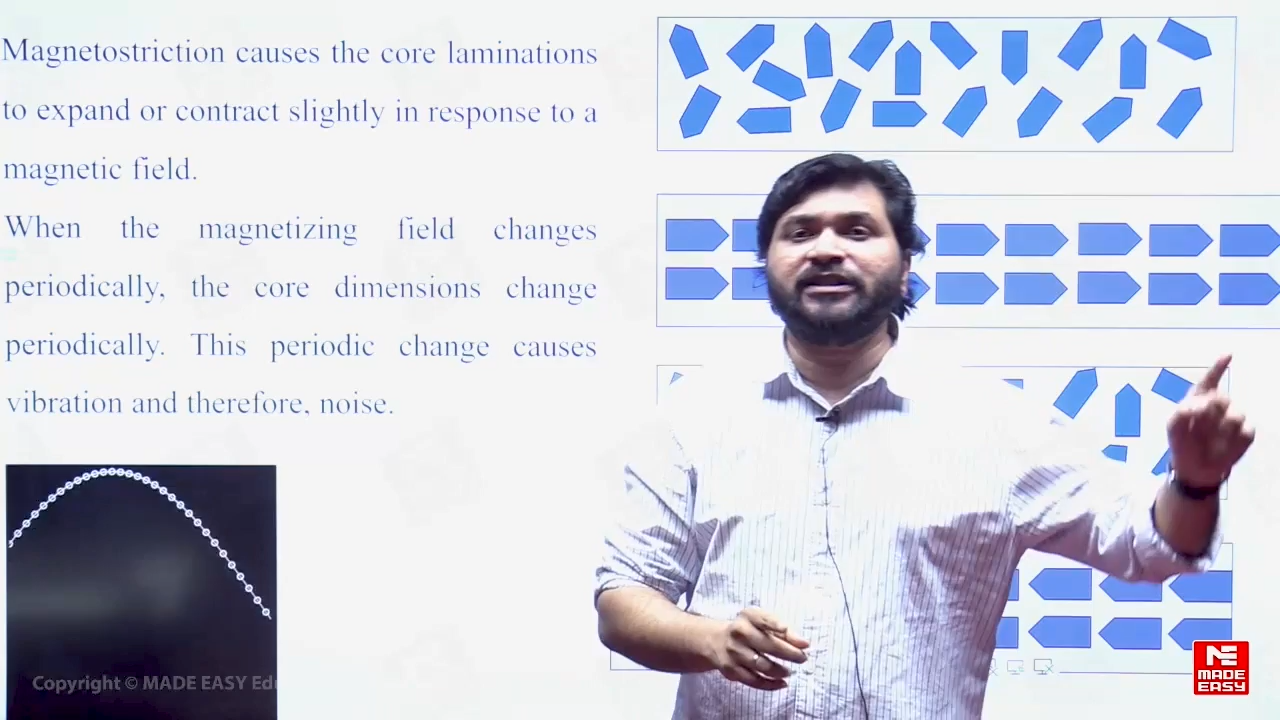 Magnetostriction causes the core laminations
to expand or contract slightly in response to a
magnetic field.
When the magnetizing field changes
periodically, the core dimensions change
periodically. This periodic change causes
vibration and therefore, noise.
Copyright © MADE EASY
MADE
EASY